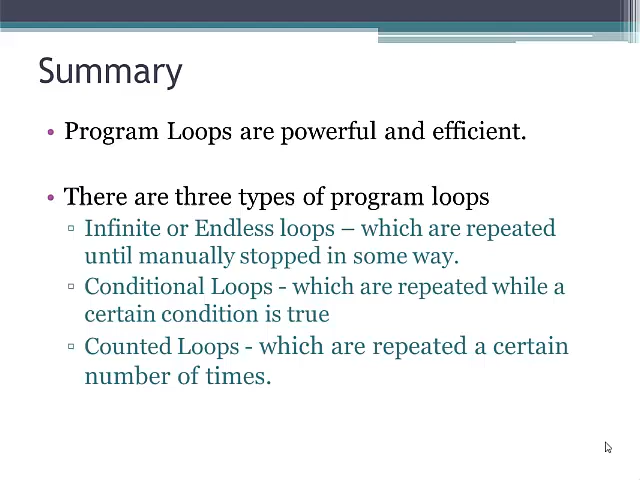 Summary
• Program Loops are powerful and efficient.
• There are three types of program loops
▫ Infinite or Endless loops – which are repeated
until manually stopped in some way.
▫ Conditional Loops - which are repeated while a
certain condition is true
▫ Counted Loops - which are repeated a certain
number of times.